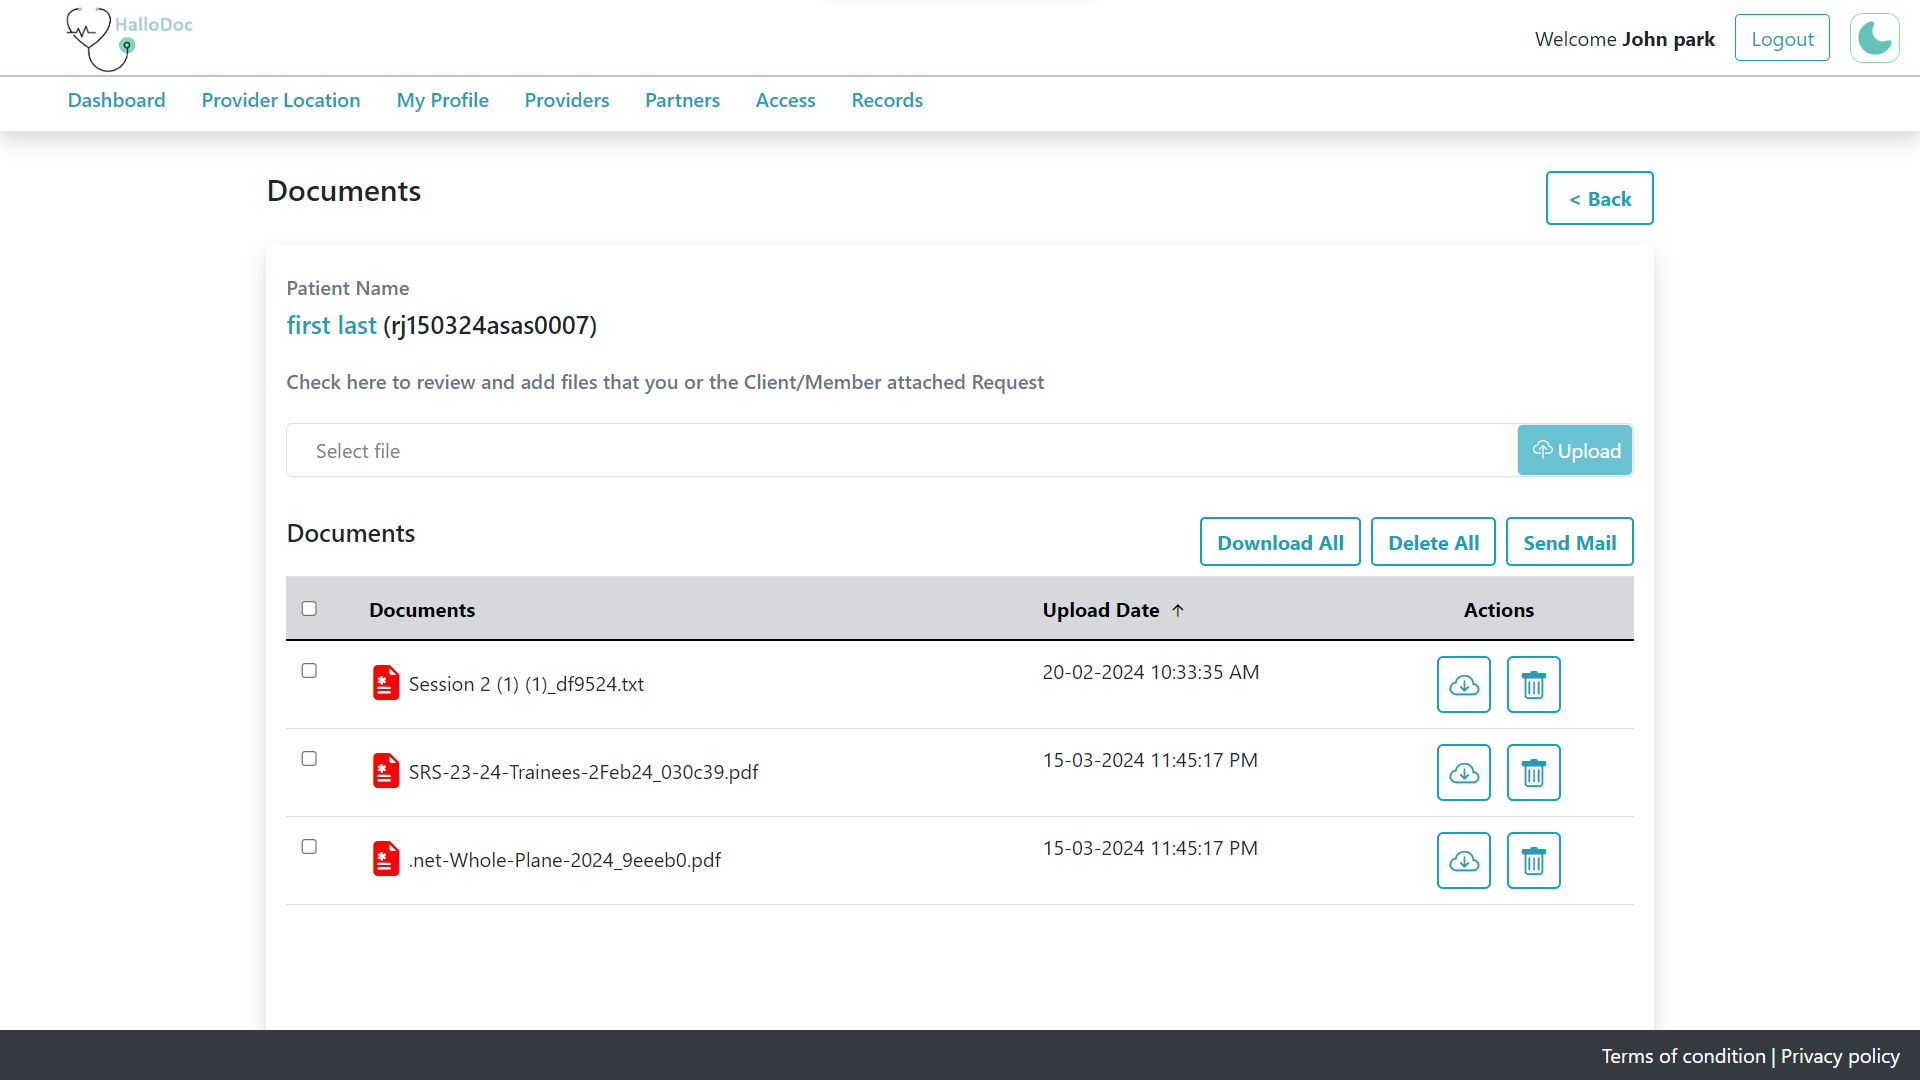 HalloDoc
Welcome John park
Logout
Dashboard
Provider Location
My Profile
Providers
Partners
Access
Records
Documents
< Back
Patient Name
first last (rj150324asas0007)
Check here to review and add files that you or the Client/Member attached Request
Select file
Upload
Documents
Download All
Delete All
Send Mail
Documents
Upload Date ↑
Actions
Session 2 (1) (1)_df9524.txt
20-02-2024 10:33:35 AM
SRS-23-24-Trainees-2Feb24_030c39.pdf
15-03-2024 11:45:17 PM
.net-Whole-Plane-2024_9eeeb0.pdf
15-03-2024 11:45:17 PM
Terms of condition | Privacy policy